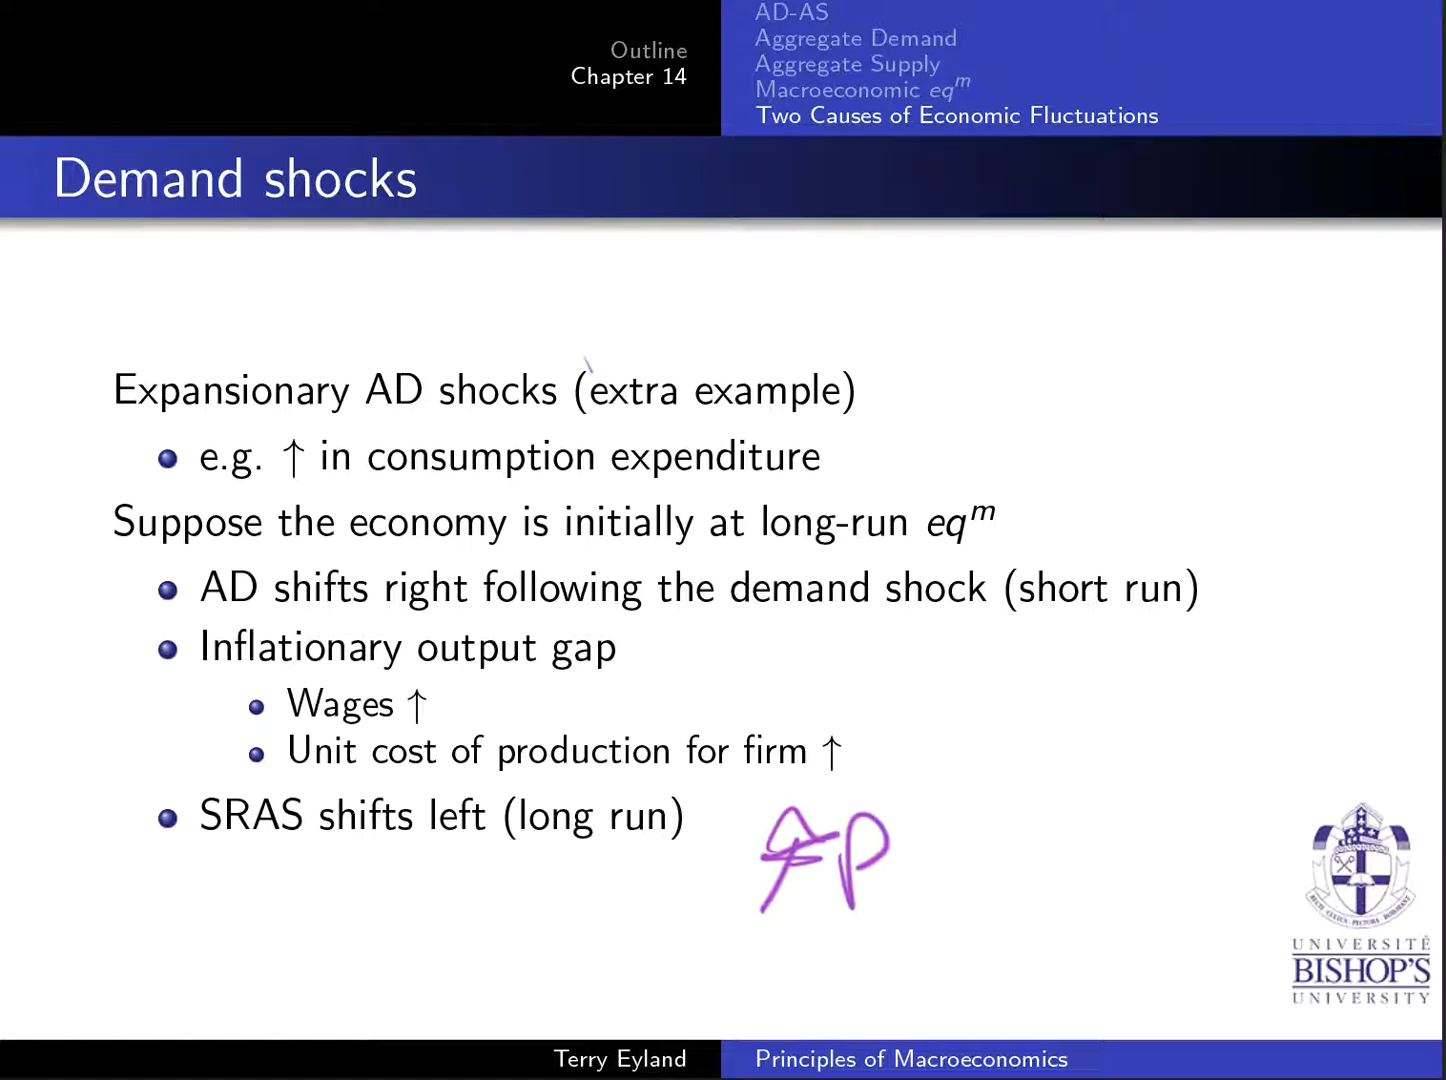 Outline
Chapter 14
AD-AS
Aggregate Demand
Aggregate Supply
Macroeconomic eq^m
Two Causes of Economic Fluctuations
Demand shocks
Expansionary AD shocks (extra example)
e.g. ↑ in consumption expenditure
Suppose the economy is initially at long-run eq^m
AD shifts right following the demand shock (short run)
Inflationary output gap
Wages ↑
Unit cost of production for firm ↑
SRAS shifts left (long run)
UNIVERSITÉ
BISHOP'S
UNIVERSITY
Terry Eyland
Principles of Macroeconomics